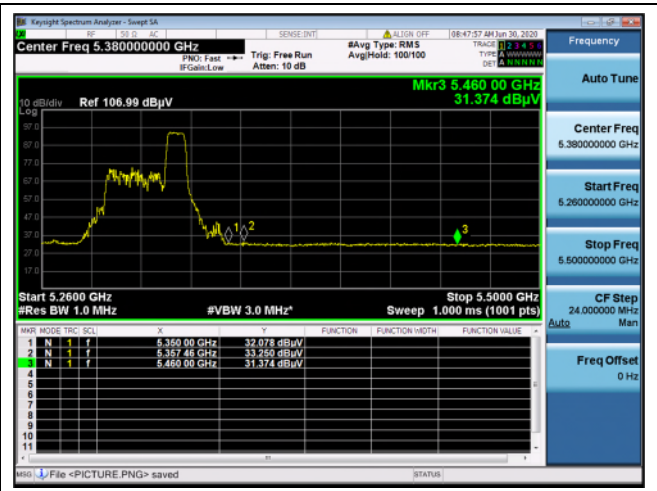 Keysight Spectrum Analyzer - Swept SA
RF 50 Ω AC SENSE:INT ALIGN OFF 08:47:57 AM Jun 30, 2020
Center Freq 5.380000000 GHz #Avg Type: RMS TRACE 1 2 3 4 5 6
PNO: Fast Trig: Free Run Avg|Hold: 100/100 TYPE A WWWWW
IFGain:Low Atten: 10 dB DET A N N N N N
Mkr3 5.460 00 GHz
31.374 dBµV
10 dB/div Ref 106.99 dBµV
Log
97.0
87.0
77.0
67.0
57.0
47.0
37.0
27.0
17.0
1 2
3
Start 5.2600 GHz Stop 5.5000 GHz
#Res BW 1.0 MHz #VBW 3.0 MHz* Sweep 1.000 ms (1001 pts)
MKR MODE TRC SCL X Y FUNCTION FUNCTION WIDTH FUNCTION VALUE
1 N 1 f 5.350 00 GHz 32.078 dBµV
2 N 1 f 5.357 46 GHz 33.250 dBµV
3 N 1 f 5.460 00 GHz 31.374 dBµV
4
5
6
7
8
9
10
11
MSG File <PICTURE.PNG> saved STATUS
Frequency
Auto Tune
Center Freq
5.380000000 GHz
Start Freq
5.260000000 GHz
Stop Freq
5.500000000 GHz
CF Step
24.000000 MHz
Auto Man
Freq Offset
0 Hz